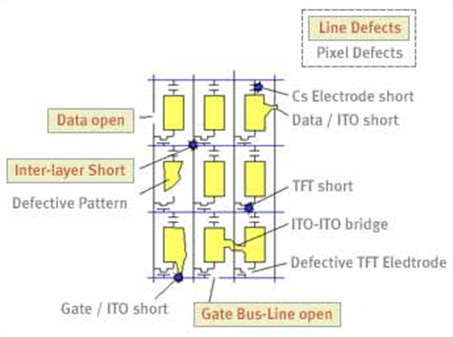 Line Defects
Pixel Defects
Cs Electrode short
Data open
Data / ITO short
Inter-layer Short
TFT short
Defective Pattern
ITO-ITO bridge
Defective TFT Eledtrode
Gate / ITO short
Gate Bus-Line open